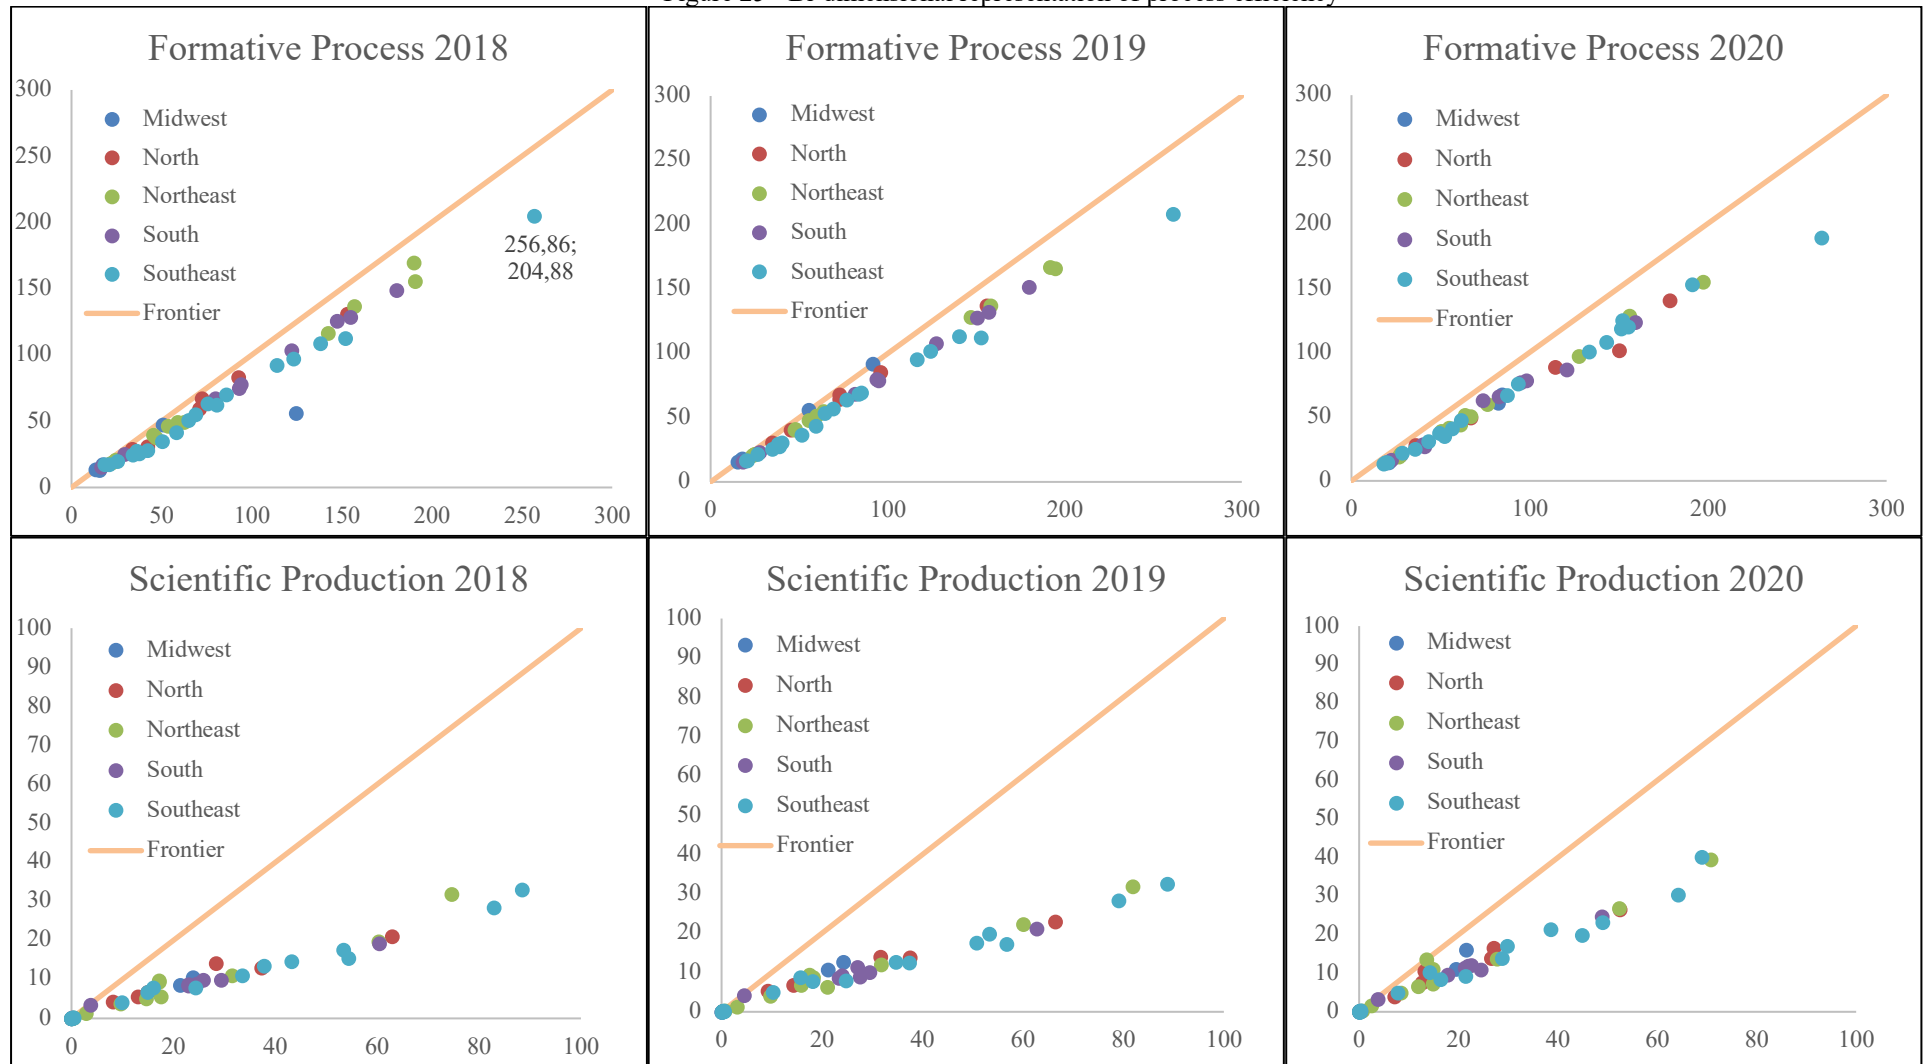 Formative Process 2018
300
250
200
150
100
50
0
0 50 100 150 200 250 300
Midwest
North
Northeast
South
Southeast
Frontier
256,86;
204,88
Formative Process 2019
300
250
200
150
100
50
0
0 100 200 300
Midwest
North
Northeast
South
Southeast
Frontier
Formative Process 2020
300
250
200
150
100
50
0
0 100 200 300
Midwest
North
Northeast
South
Southeast
Frontier
Scientific Production 2018
100
90
80
70
60
50
40
30
20
10
0
0 20 40 60 80 100
Midwest
North
Northeast
South
Southeast
Frontier
Scientific Production 2019
100
90
80
70
60
50
40
30
20
10
0
0 20 40 60 80 100
Midwest
North
Northeast
South
Southeast
Frontier
Scientific Production 2020
100
90
80
70
60
50
40
30
20
10
0
0 20 40 60 80 100
Midwest
North
Northeast
South
Southeast
Frontier